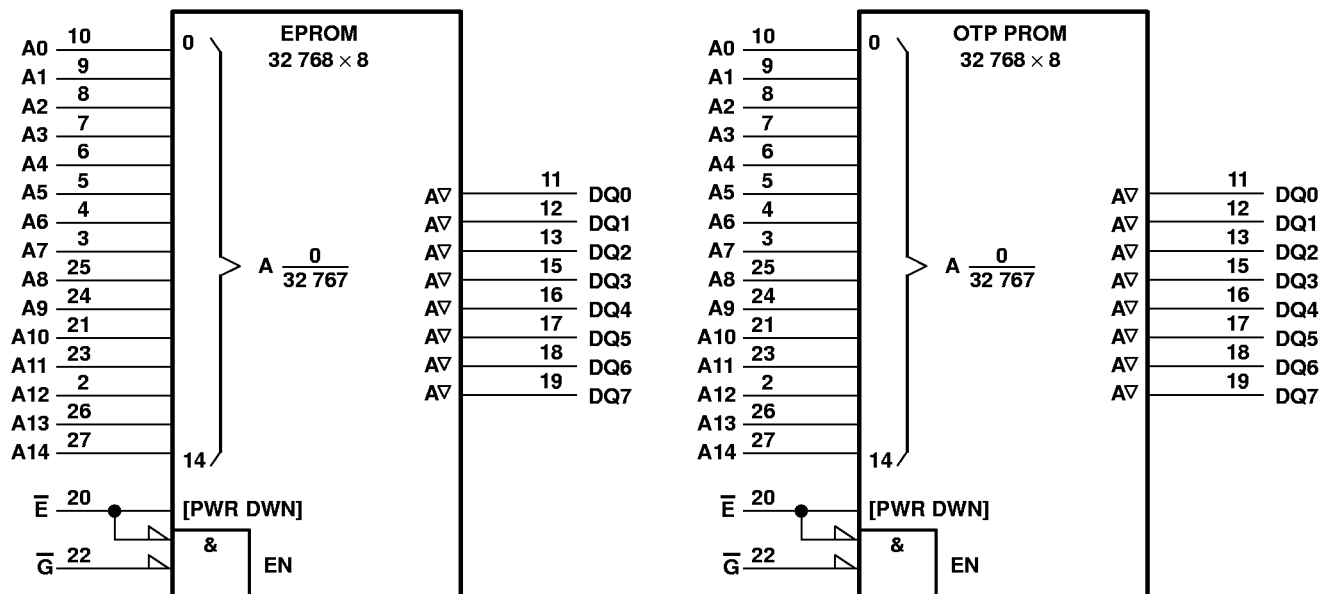 EPROM
32 768 × 8
A0 10 0
A1 9
A2 8
A3 7
A4 6
A5 5
A6 4
A7 3
A8 25
A9 24
A10 21
A11 23
A12 2
A13 26
A14 27 14
A 0
32 767
A▽ 11 DQ0
A▽ 12 DQ1
A▽ 13 DQ2
A▽ 15 DQ3
A▽ 16 DQ4
A▽ 17 DQ5
A▽ 18 DQ6
A▽ 19 DQ7
E̅ 20 [PWR DWN]
&
G̅ 22 EN
OTP PROM
32 768 × 8
A0 10 0
A1 9
A2 8
A3 7
A4 6
A5 5
A6 4
A7 3
A8 25
A9 24
A10 21
A11 23
A12 2
A13 26
A14 27 14
A 0
32 767
A▽ 11 DQ0
A▽ 12 DQ1
A▽ 13 DQ2
A▽ 15 DQ3
A▽ 16 DQ4
A▽ 17 DQ5
A▽ 18 DQ6
A▽ 19 DQ7
E̅ 20 [PWR DWN]
&
G̅ 22 EN